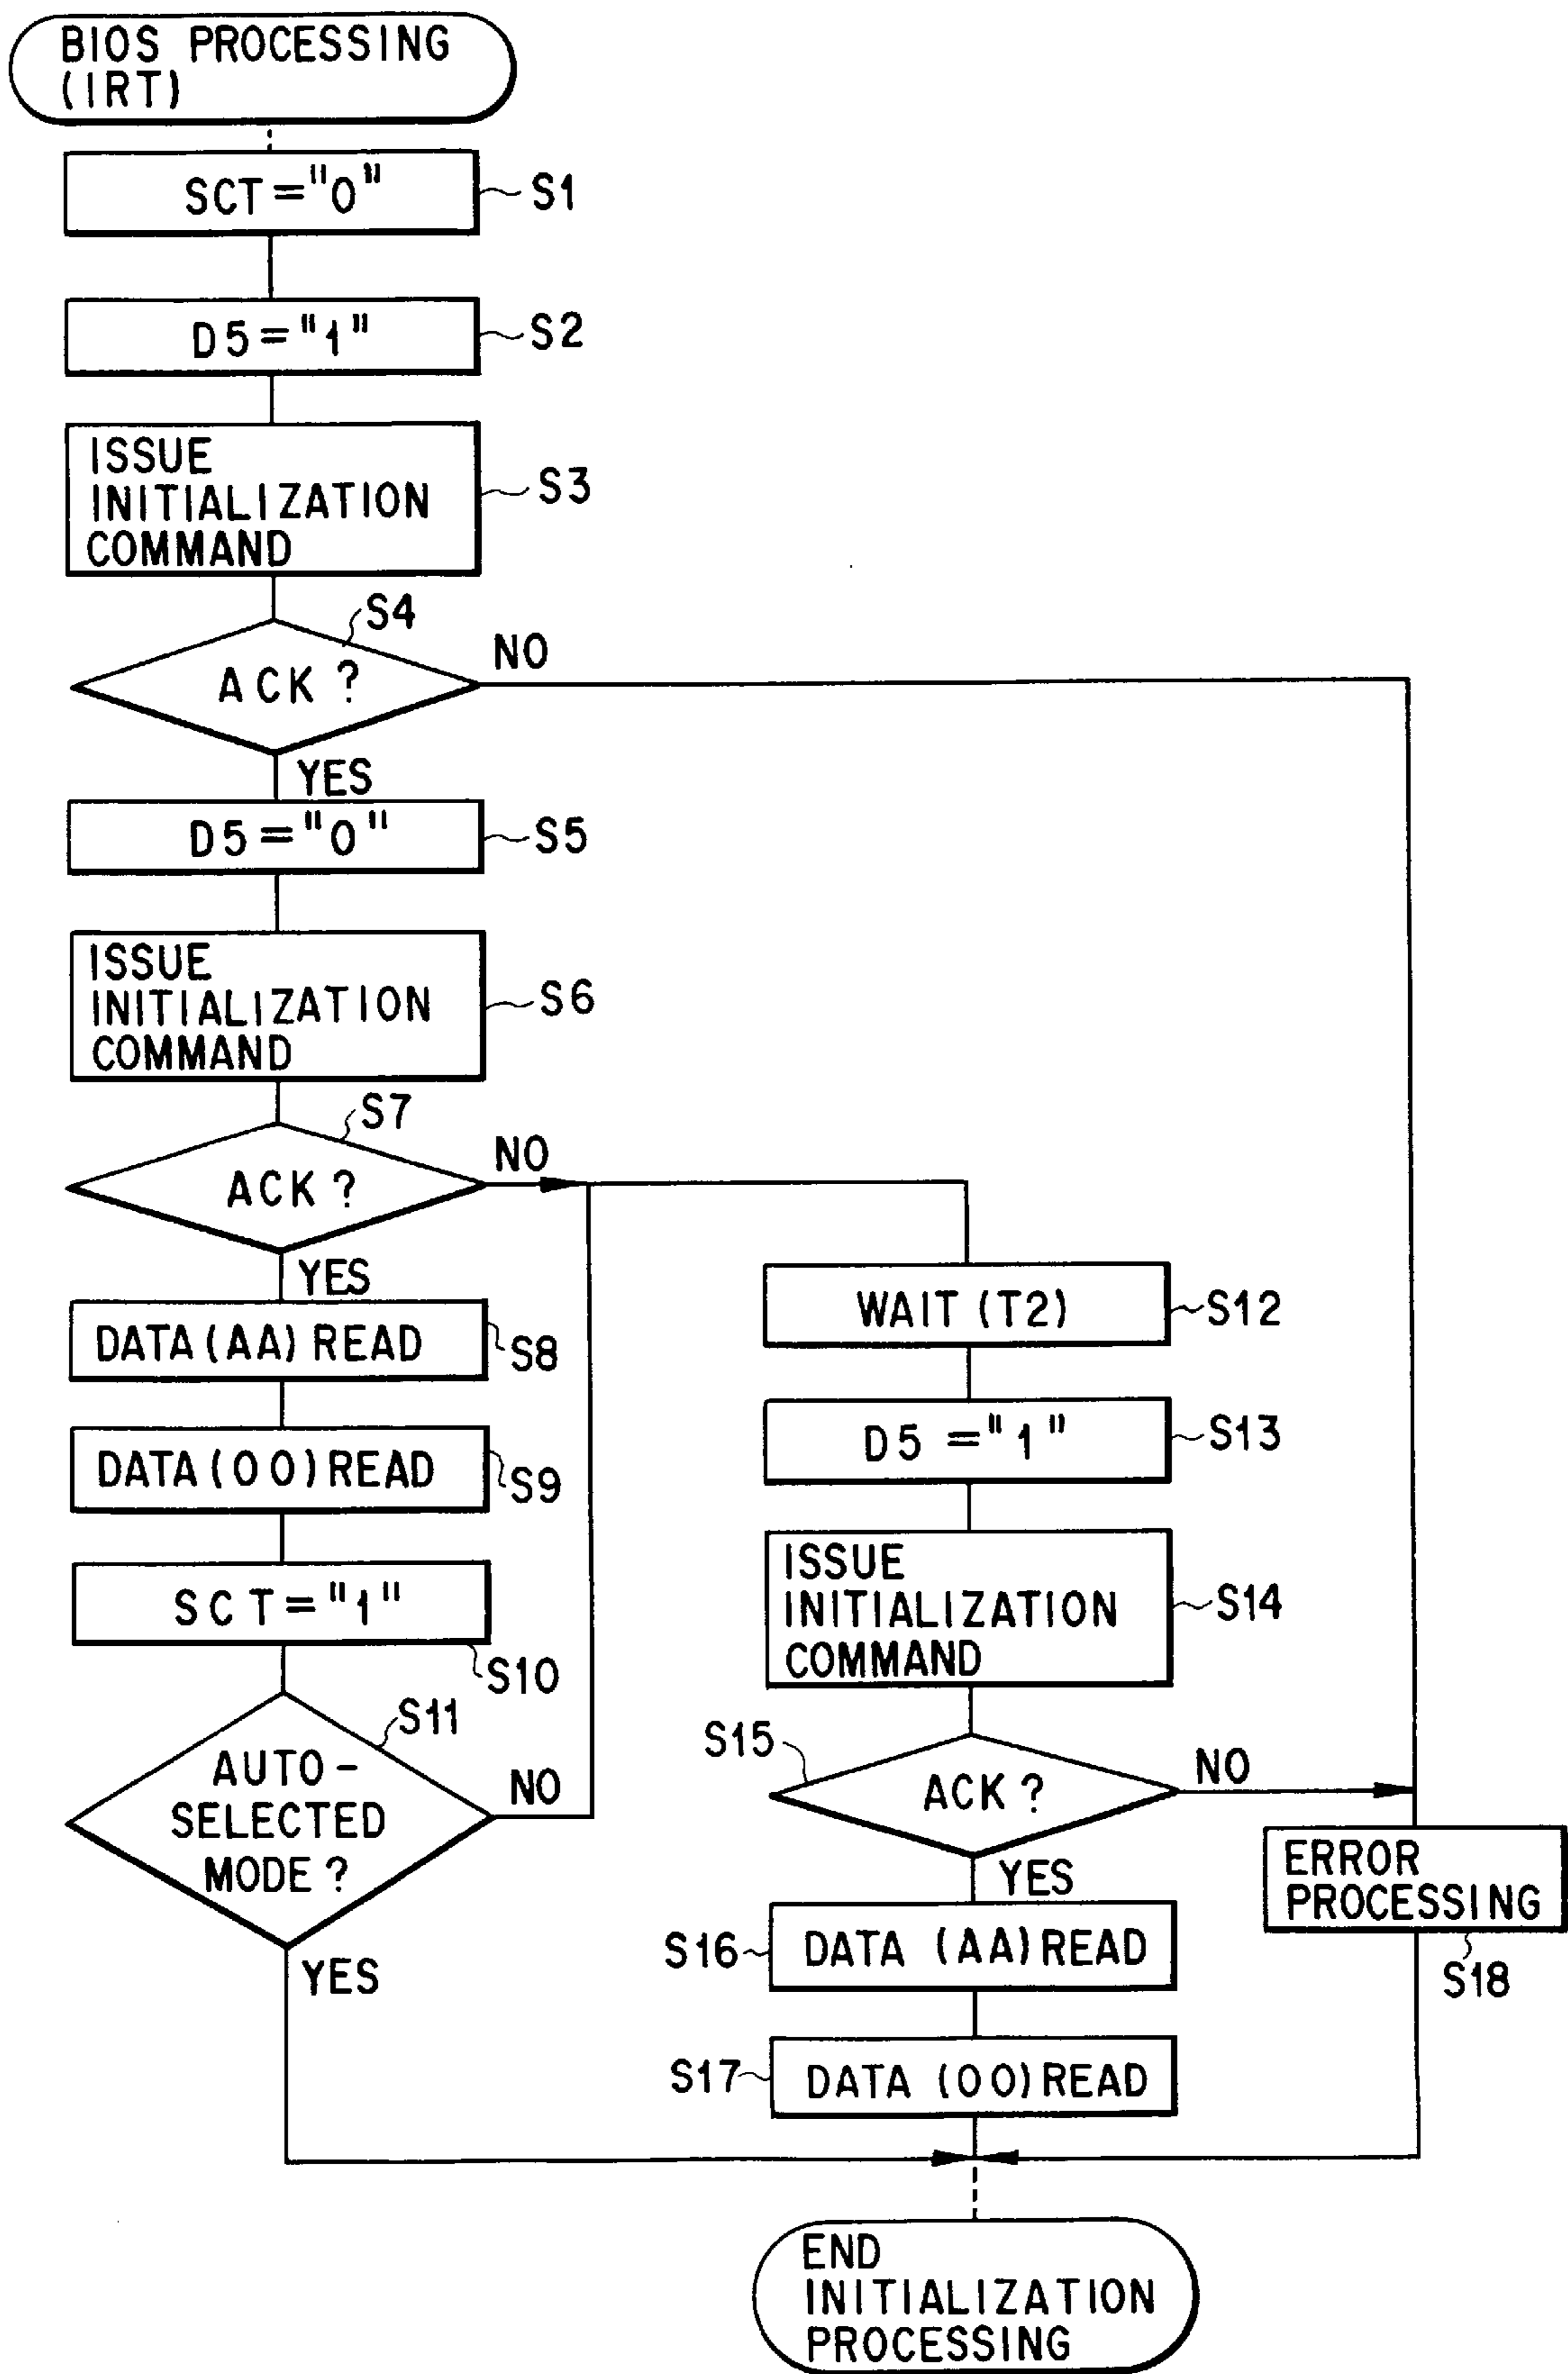 BIOS PROCESSING
(IRT)
SCT="0"
S1
D5="1"
S2
ISSUE
INITIALIZATION
COMMAND
S3
S4
ACK?
NO
YES
D5="0"
S5
ISSUE
INITIALIZATION
COMMAND
S6
S7
ACK?
NO
YES
DATA(AA) READ
S8
DATA(00)READ
S9
SCT="1"
S10
S11
AUTO-
SELECTED
MODE?
NO
YES
WAIT(T2)
S12
D5="1"
S13
ISSUE
INITIALIZATION
COMMAND
S14
S15
ACK?
NO
YES
S16
DATA (AA)READ
S17
DATA (00)READ
ERROR
PROCESSING
S18
END
INITIALIZATION
PROCESSING